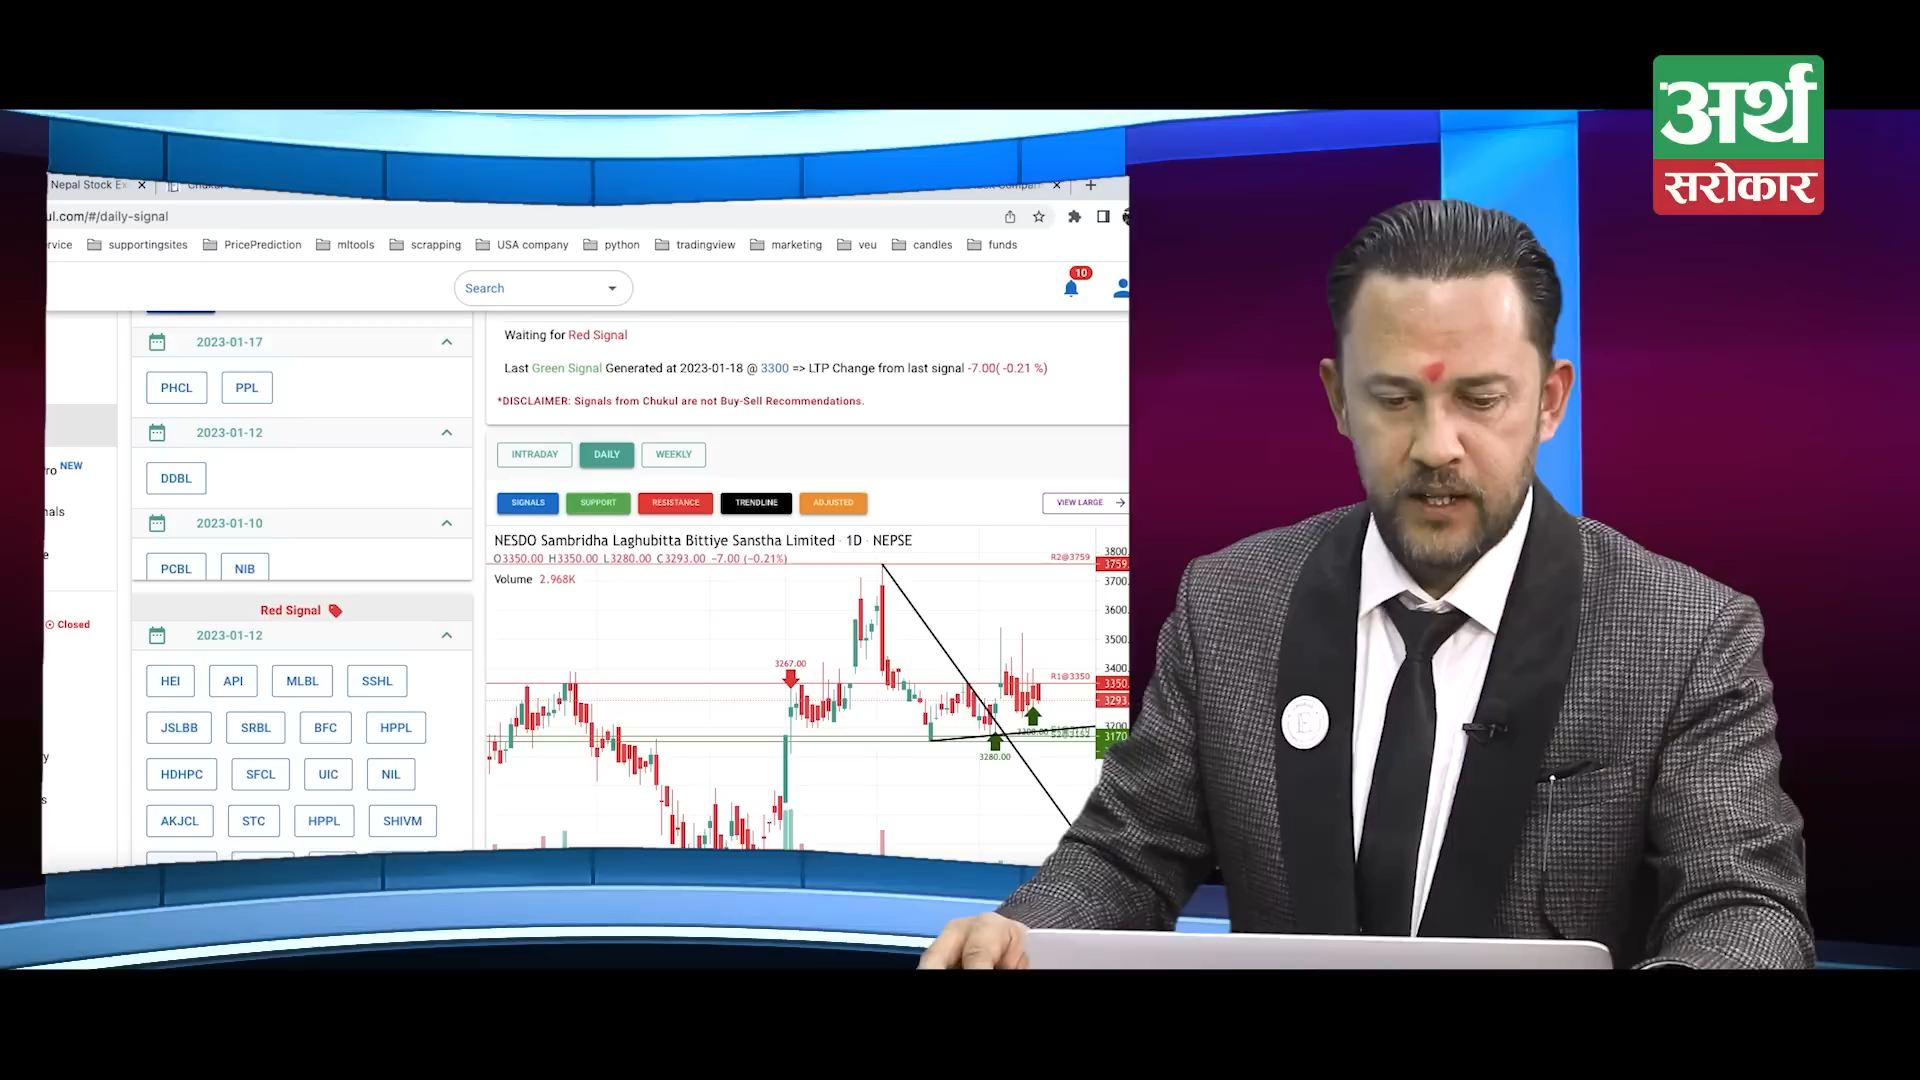 अर्थ
सरोकार
Nepal Stock Ex
ul.com/#/daily-signal
rvice supportingsites PricePrediction mltools scrapping USA company python tradingview marketing veu candles funds
Search
10
2023-01-17
PHCL PPL
2023-01-12
DDBL
2023-01-10
PCBL NIB
Red Signal
2023-01-12
HEI API MLBL SSHL
JSLBB SRBL BFC HPPL
HDHPC SFCL UIC NIL
AKJCL STC HPPL SHIVM
ro NEW
nals
e
Closed
y
s
Waiting for Red Signal
Last Green Signal Generated at 2023-01-18 @ 3300 => LTP Change from last signal -7.00( -0.21 %)
*DISCLAIMER: Signals from Chukul are not Buy-Sell Recommendations.
INTRADAY DAILY WEEKLY
SIGNALS SUPPORT RESISTANCE TRENDLINE ADJUSTED VIEW LARGE
NESDO Sambridha Laghubitta Bittiye Sanstha Limited · 1D · NEPSE
O3350.00 H3350.00 L3280.00 C3293.00 −7.00 (−0.21%)
Volume 2.968K
R2@3759
3800
3759
3700
3600
3500
3400
3267.00
R1@3350
3350
3293
3200
3170
3280.00